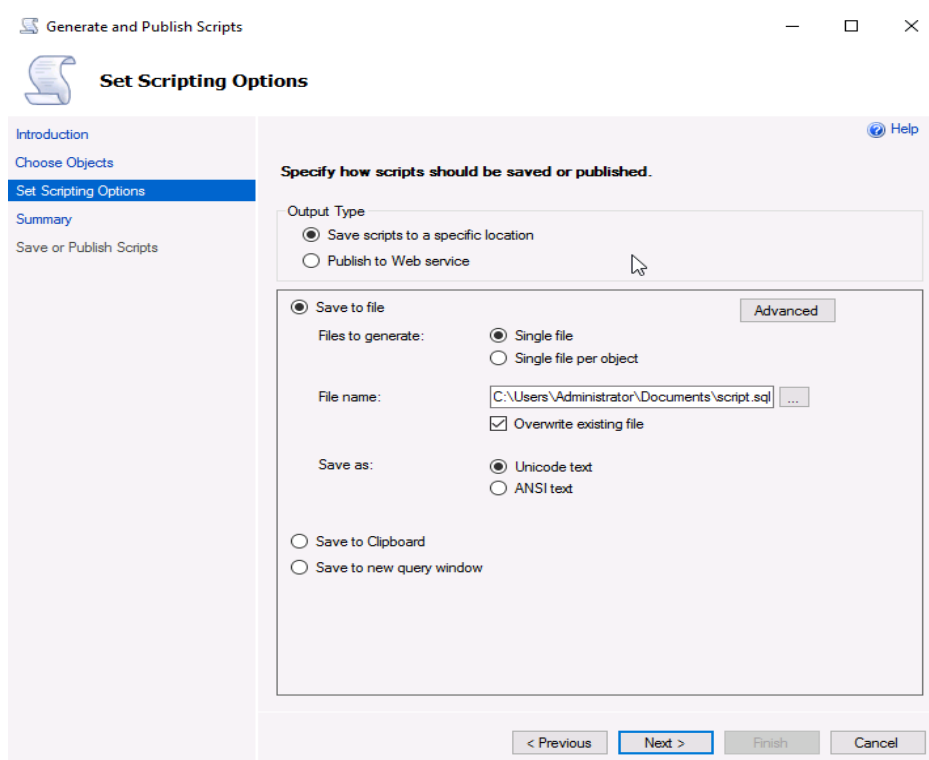 Generate and Publish Scripts
Set Scripting Options
Introduction
Choose Objects
Set Scripting Options
Summary
Save or Publish Scripts
Help
Specify how scripts should be saved or published.
Output Type
Save scripts to a specific location
Publish to Web service
Save to file
Advanced
Files to generate:
Single file
Single file per object
File name:
C:\Users\Administrator\Documents\script.sql
...
Overwrite existing file
Save as:
Unicode text
ANSI text
Save to Clipboard
Save to new query window
< Previous
Next >
Finish
Cancel